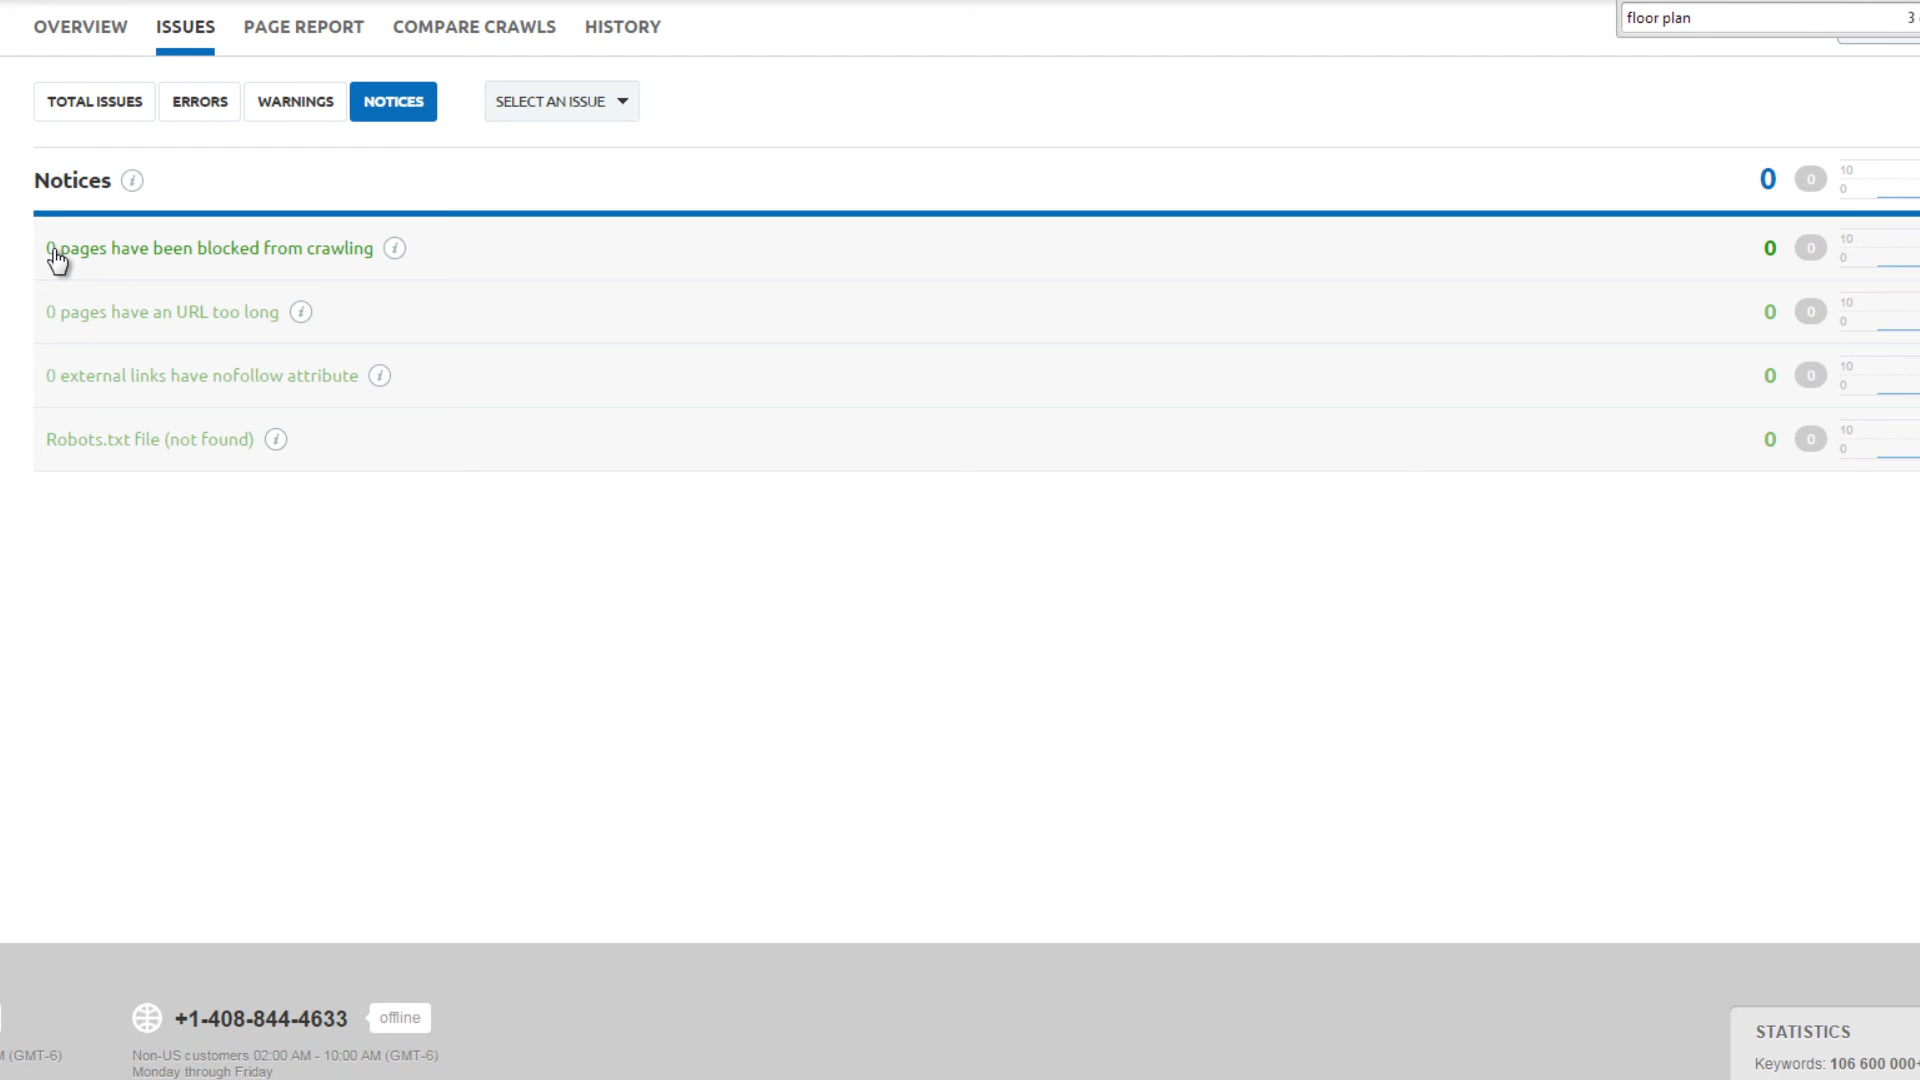 OVERVIEW ISSUES PAGE REPORT COMPARE CRAWLS HISTORY
floor plan 3
TOTAL ISSUES ERRORS WARNINGS NOTICES SELECT AN ISSUE
Notices i 0 0 10
0
0 pages have been blocked from crawling i 0 0 10
0
0 pages have an URL too long i 0 0 10
0
0 external links have nofollow attribute i 0 0 10
0
Robots.txt file (not found) i 0 0 10
0
+1-408-844-4633 offline
(GMT-6) Non-US customers 02:00 AM - 10:00 AM (GMT-6)
Monday through Friday
STATISTICS
Keywords: 106 600 000+